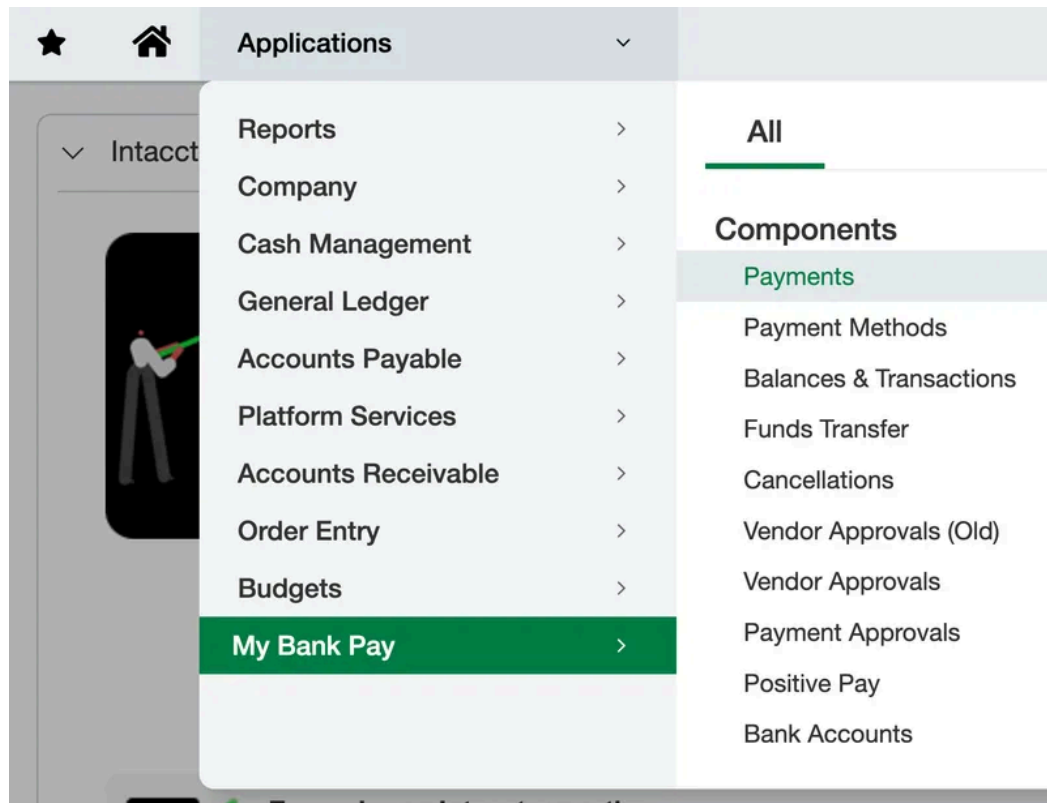 Applications
Intacct
Reports
Company
Cash Management
General Ledger
Accounts Payable
Platform Services
Accounts Receivable
Order Entry
Budgets
My Bank Pay
All
Components
Payments
Payment Methods
Balances & Transactions
Funds Transfer
Cancellations
Vendor Approvals (Old)
Vendor Approvals
Payment Approvals
Positive Pay
Bank Accounts